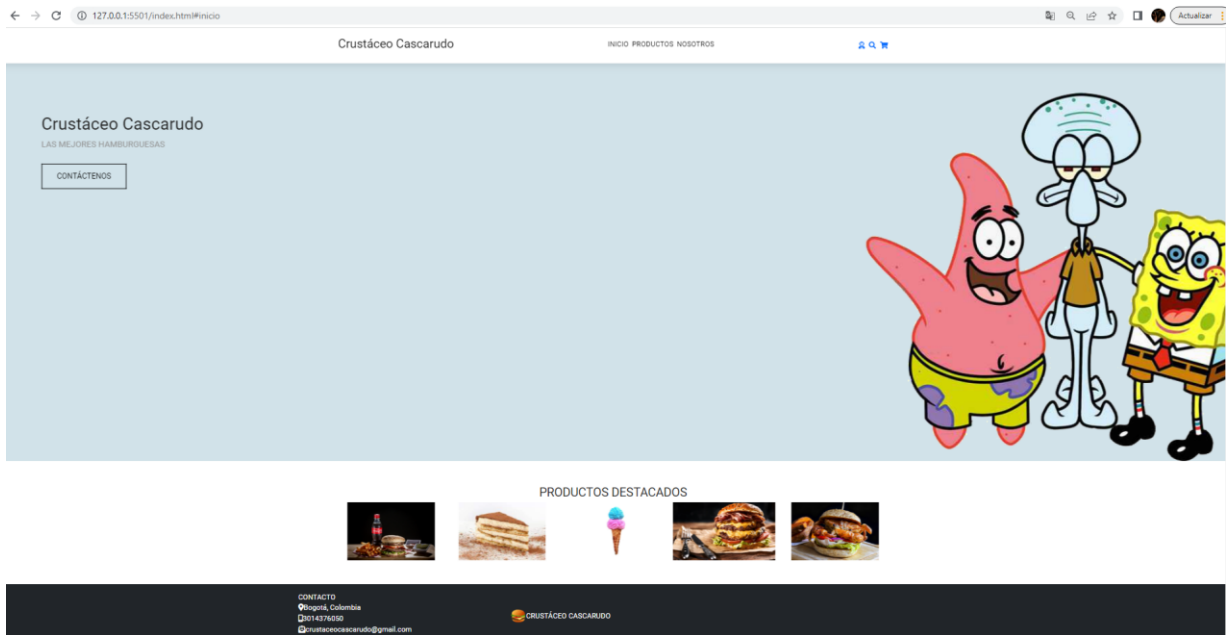 127.0.0.1:5501/index.html#inicio
Actualizar
Crustáceo Cascarudo
INICIO PRODUCTOS NOSOTROS
Crustáceo Cascarudo
LAS MEJORES HAMBURGUESAS
CONTÁCTENOS
PRODUCTOS DESTACADOS
CONTACTO
Bogotá, Colombia
3014376050
crustaceocascarudo@gmail.com
CRUSTÁCEO CASCARUDO